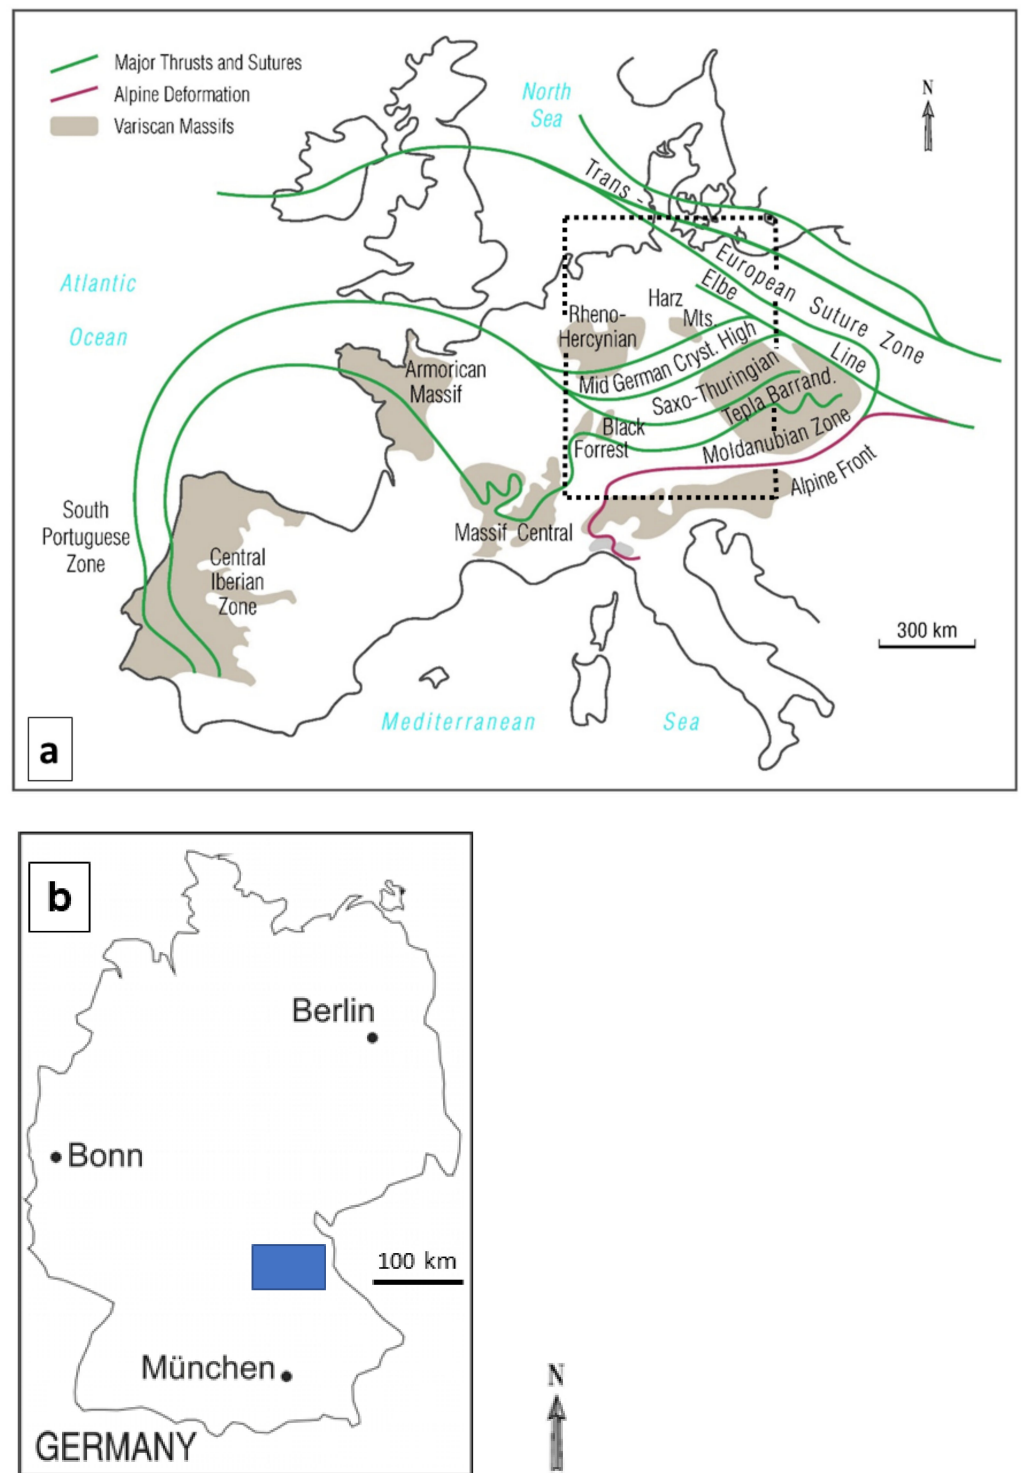 Major Thrusts and Sutures
Alpine Deformation
Variscan Massifs
North
Sea
N
Trans -
European Suture Zone
Elbe
Line
Atlantic
Ocean
Harz
Mts.
Rheno-
Hercynian
Mid German Cryst. High
Saxo-Thuringian
Tepla Barrand.
Moldanubian Zone
Armorican
Massif
Black
Forrest
Alpine Front
South
Portuguese
Zone
Massif Central
Central
Iberian
Zone
300 km
Mediterranean Sea
a
b
Berlin
Bonn
100 km
München
GERMANY
N